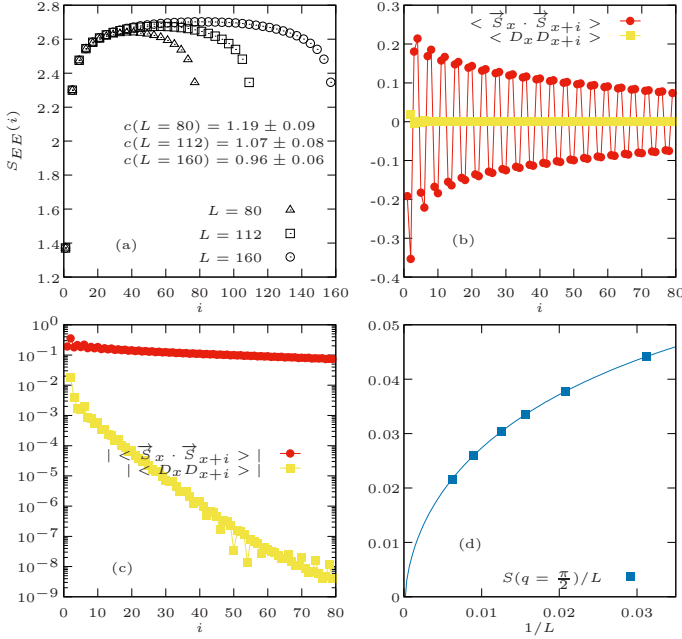 2.8
2.6
2.4
2.2
2
1.8
1.6
1.4
1.2
S_EE(i)
c(L = 80) = 1.19 ± 0.09
c(L = 112) = 1.07 ± 0.08
c(L = 160) = 0.96 ± 0.06
L = 80
L = 112
L = 160
(a)
0 20 40 60 80 100 120 140 160
i
0.4
0.3
0.2
0.1
0
-0.1
-0.2
-0.3
-0.4
< S⃗_x · S⃗_{x+i} >
< D_x D_{x+i} >
(b)
0 10 20 30 40 50 60 70 80
i
10^0
10^−1
10^−2
10^−3
10^−4
10^−5
10^−6
10^−7
10^−8
10^−9
| < S⃗_x · S⃗_{x+i} > |
| < D_x D_{x+i} > |
(c)
0 10 20 30 40 50 60 70 80
i
0.05
0.04
0.03
0.02
0.01
0
(d)
S(q = π/2)/L
0 0.01 0.02 0.03
1/L